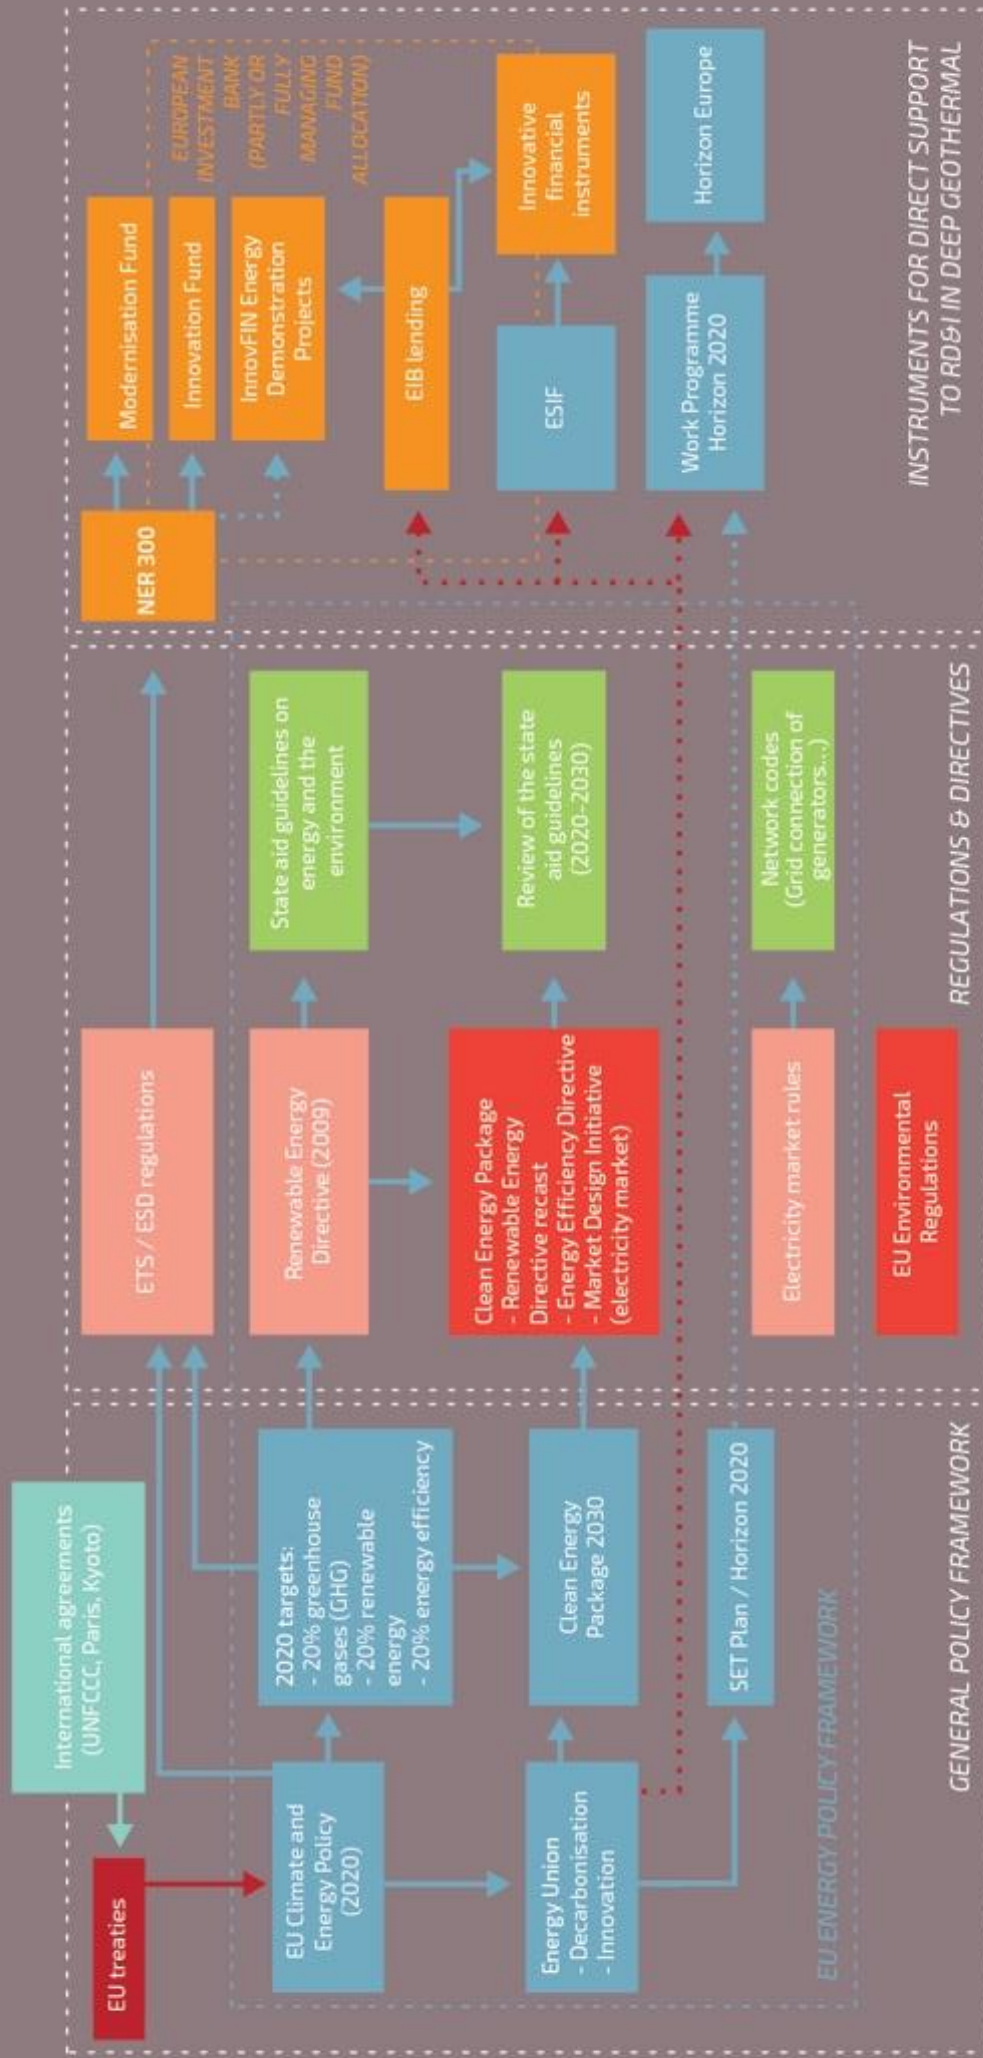 International agreements
(UNFCCC, Paris, Kyoto)
EU treaties
EU Climate and
Energy Policy
(2020)
2020 targets:
- 20% greenhouse
gases (GHG)
- 20% renewable
energy
- 20% energy efficiency
Energy Union
- Decarbonisation
- Innovation
Clean Energy
Package 2030
SET Plan / Horizon 2020
EU ENERGY POLICY FRAMEWORK
GENERAL POLICY FRAMEWORK
ETS / ESD regulations
Renewable Energy
Directive (2009)
State aid guidelines on
energy and the
environment
Clean Energy Package
- Renewable Energy
Directive recast
- Energy Efficiency Directive
- Market Design Initiative
(electricity market)
Review of the state
aid guidelines
(2020-2030)
Electricity market rules
Network codes
(Grid connection of
generators...)
EU Environmental
Regulations
REGULATIONS & DIRECTIVES
NER 300
Modernisation Fund
Innovation Fund
InnovFIN Energy
Demonstration
Projects
EUROPEAN
INVESTMENT
BANK
(PARTLY OR
FULLY
MANAGING
FUND
ALLOCATION)
EIB lending
ESIF
Innovative
financial
instruments
Work Programme
Horizon 2020
Horizon Europe
INSTRUMENTS FOR DIRECT SUPPORT
TO RD&I IN DEEP GEOTHERMAL